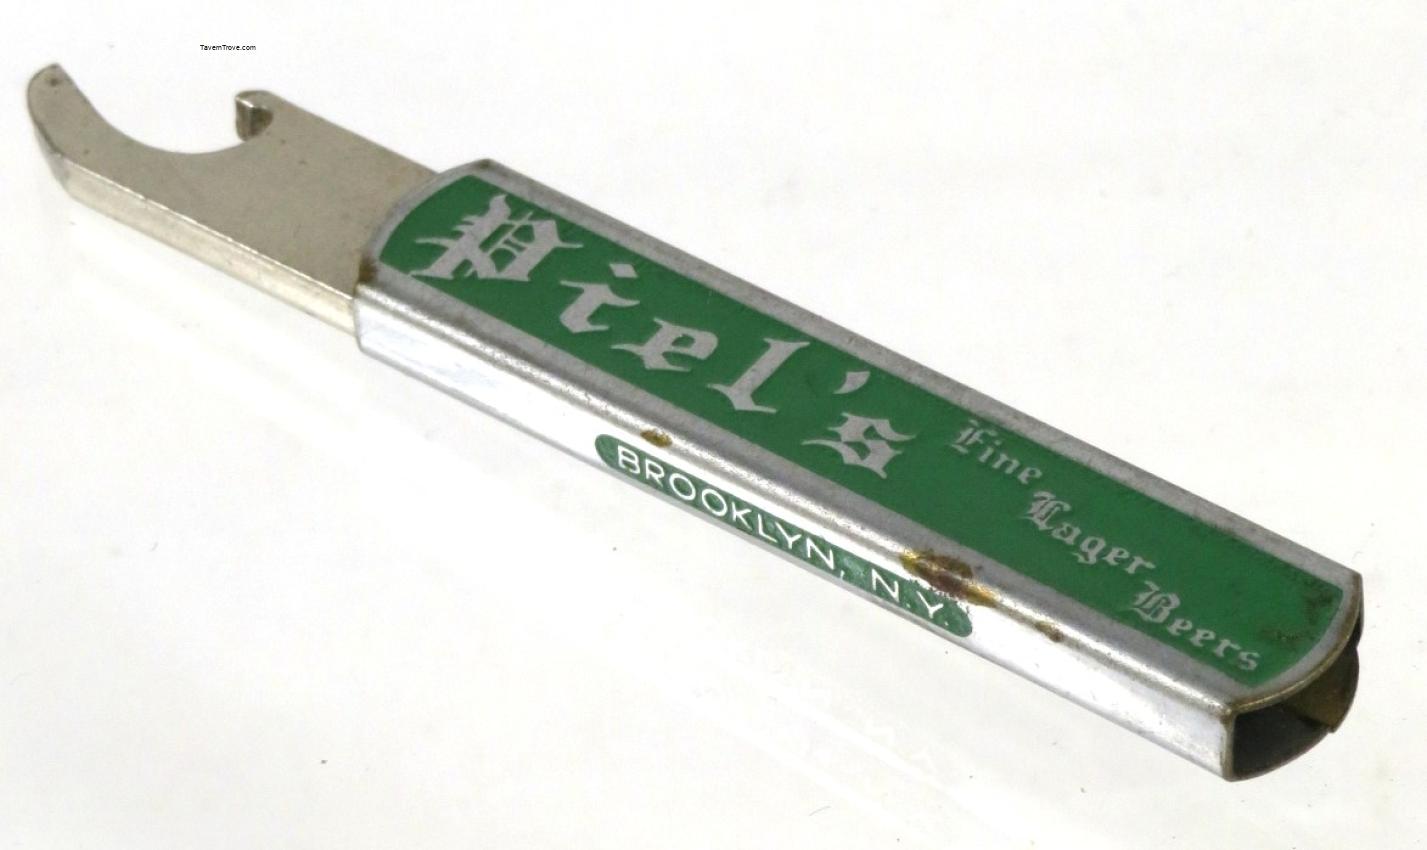 TavernTrove.com
Piel's
Fine
Lager
Beers
BROOKLYN, N.Y.